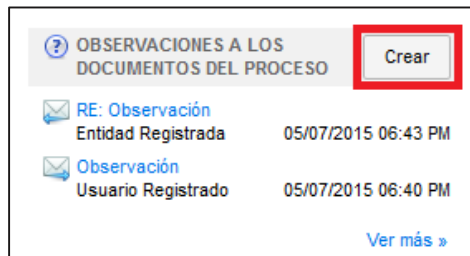 ? OBSERVACIONES A LOS
DOCUMENTOS DEL PROCESO
Crear
RE: Observación
Entidad Registrada 05/07/2015 06:43 PM
Observación
Usuario Registrado 05/07/2015 06:40 PM
Ver más »